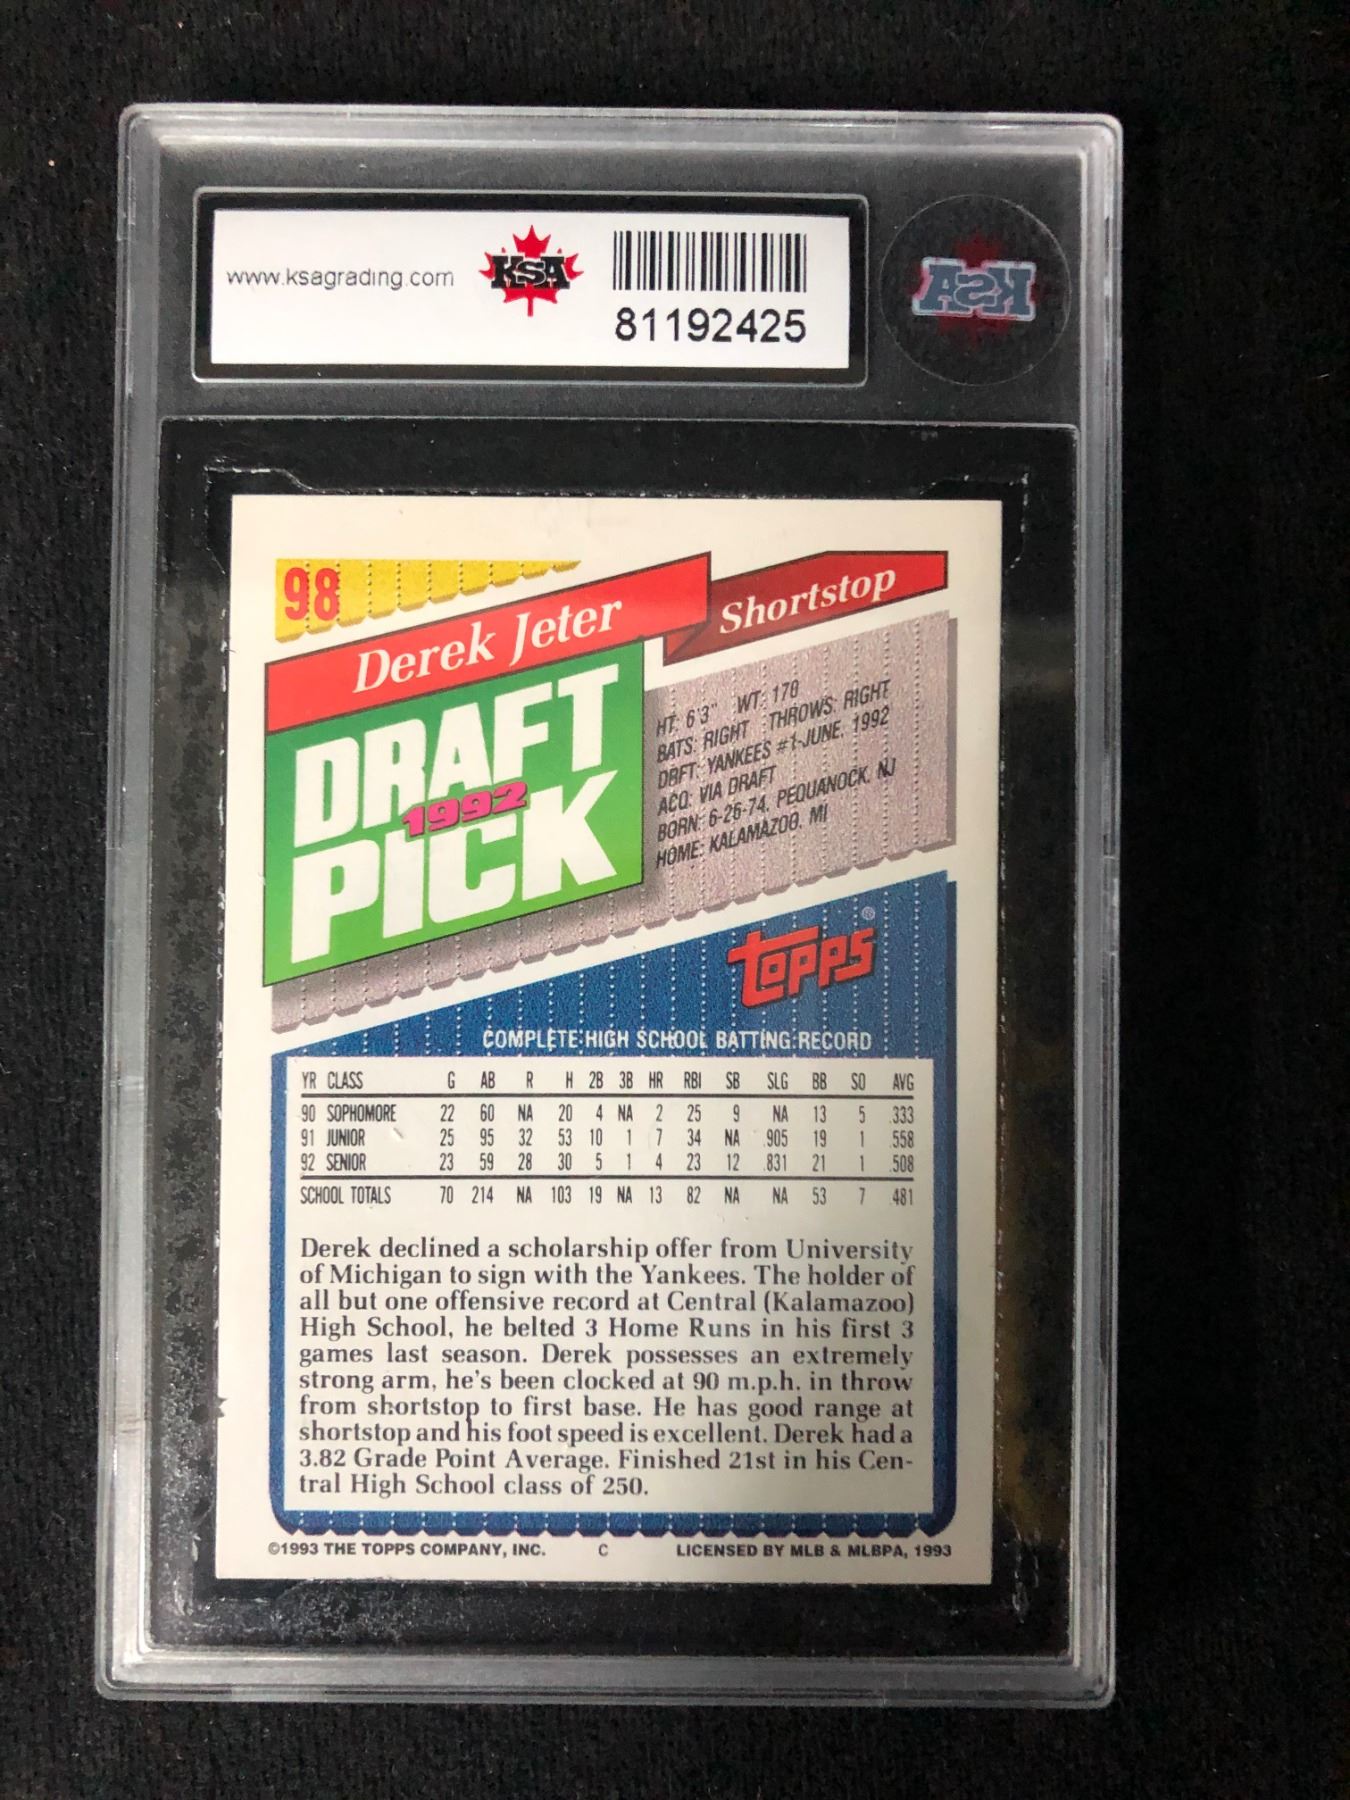 www.ksagrading.com KSA
81192425
KSA
98
Derek Jeter Shortstop
DRAFT
1992
PICK
HT: 6'3" WT: 170
BATS: RIGHT THROWS: RIGHT
DRFT: YANKEES #1-JUNE, 1992
ACQ: VIA DRAFT
BORN: 6-26-74, PEQUANOCK, NJ
HOME: KALAMAZOO, MI
TOPPS®
COMPLETE HIGH SCHOOL BATTING RECORD
YR CLASS G AB R H 2B 3B HR RBI SB SLG BB SO AVG
90 SOPHOMORE 22 60 NA 20 4 NA 2 25 9 NA 13 5 .333
91 JUNIOR 25 95 32 53 10 1 7 34 NA .905 19 1 .558
92 SENIOR 23 59 28 30 5 1 4 23 12 .831 21 1 .508
SCHOOL TOTALS 70 214 NA 103 19 NA 13 82 NA NA 53 7 .481
Derek declined a scholarship offer from University
of Michigan to sign with the Yankees. The holder of
all but one offensive record at Central (Kalamazoo)
High School, he belted 3 Home Runs in his first 3
games last season. Derek possesses an extremely
strong arm, he's been clocked at 90 m.p.h. in throw
from shortstop to first base. He has good range at
shortstop and his foot speed is excellent. Derek had a
3.82 Grade Point Average. Finished 21st in his Cen-
tral High School class of 250.
©1993 THE TOPPS COMPANY, INC. C LICENSED BY MLB & MLBPA, 1993